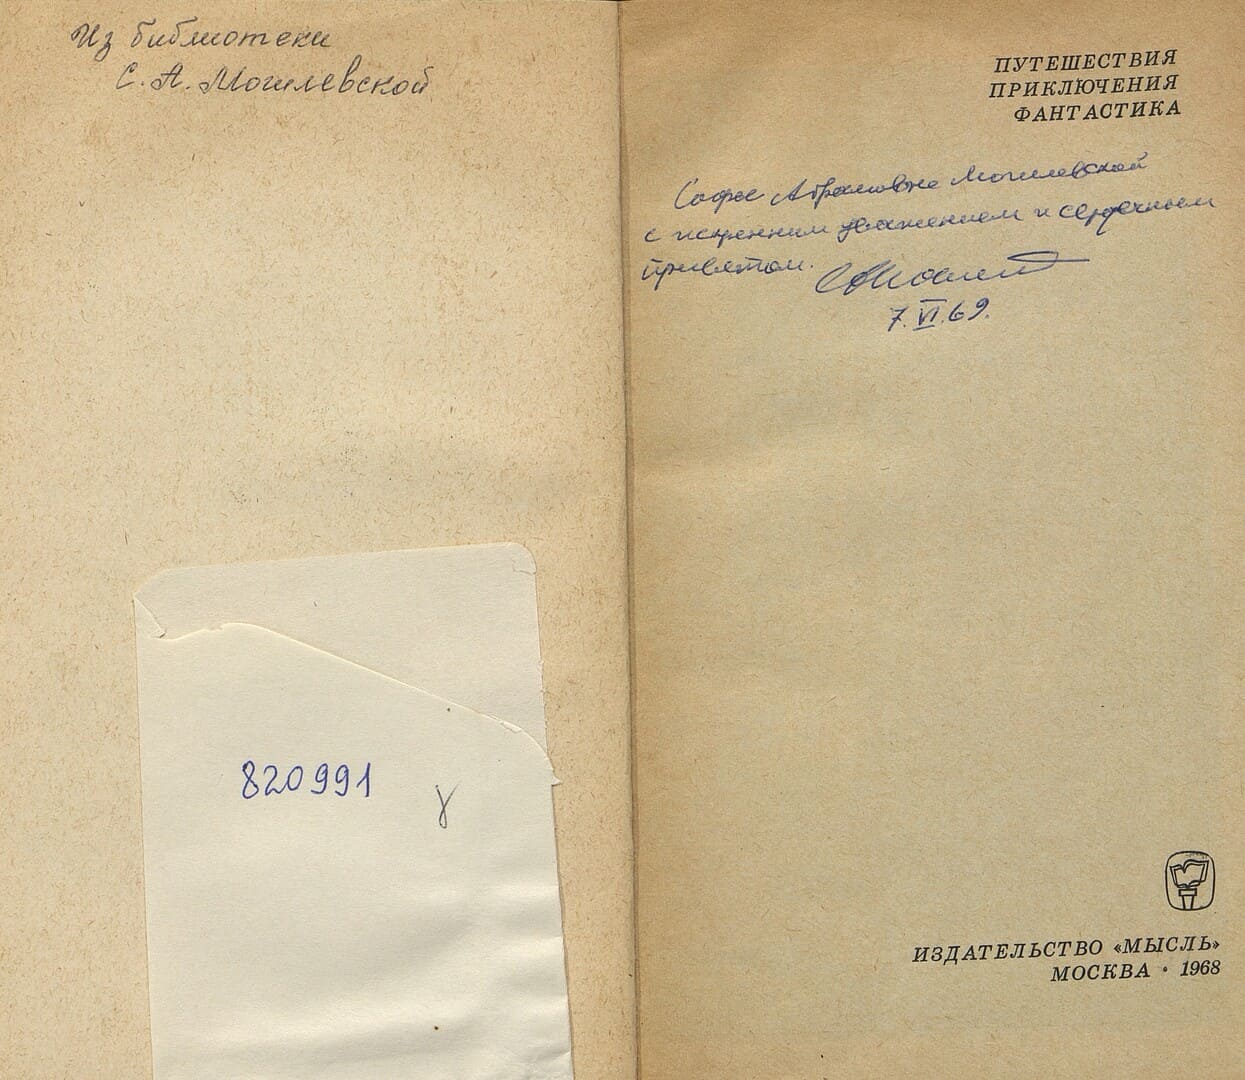 Из библиотеки
С. А. Могилевской
820991
γ
ПУТЕШЕСТВИЯ
ПРИКЛЮЧЕНИЯ
ФАНТАСТИКА
Софье Абрамовне Могилевской
с искренним уважением и сердечным
приветом.
7.VI.69.
ИЗДАТЕЛЬСТВО «МЫСЛЬ»
МОСКВА • 1968